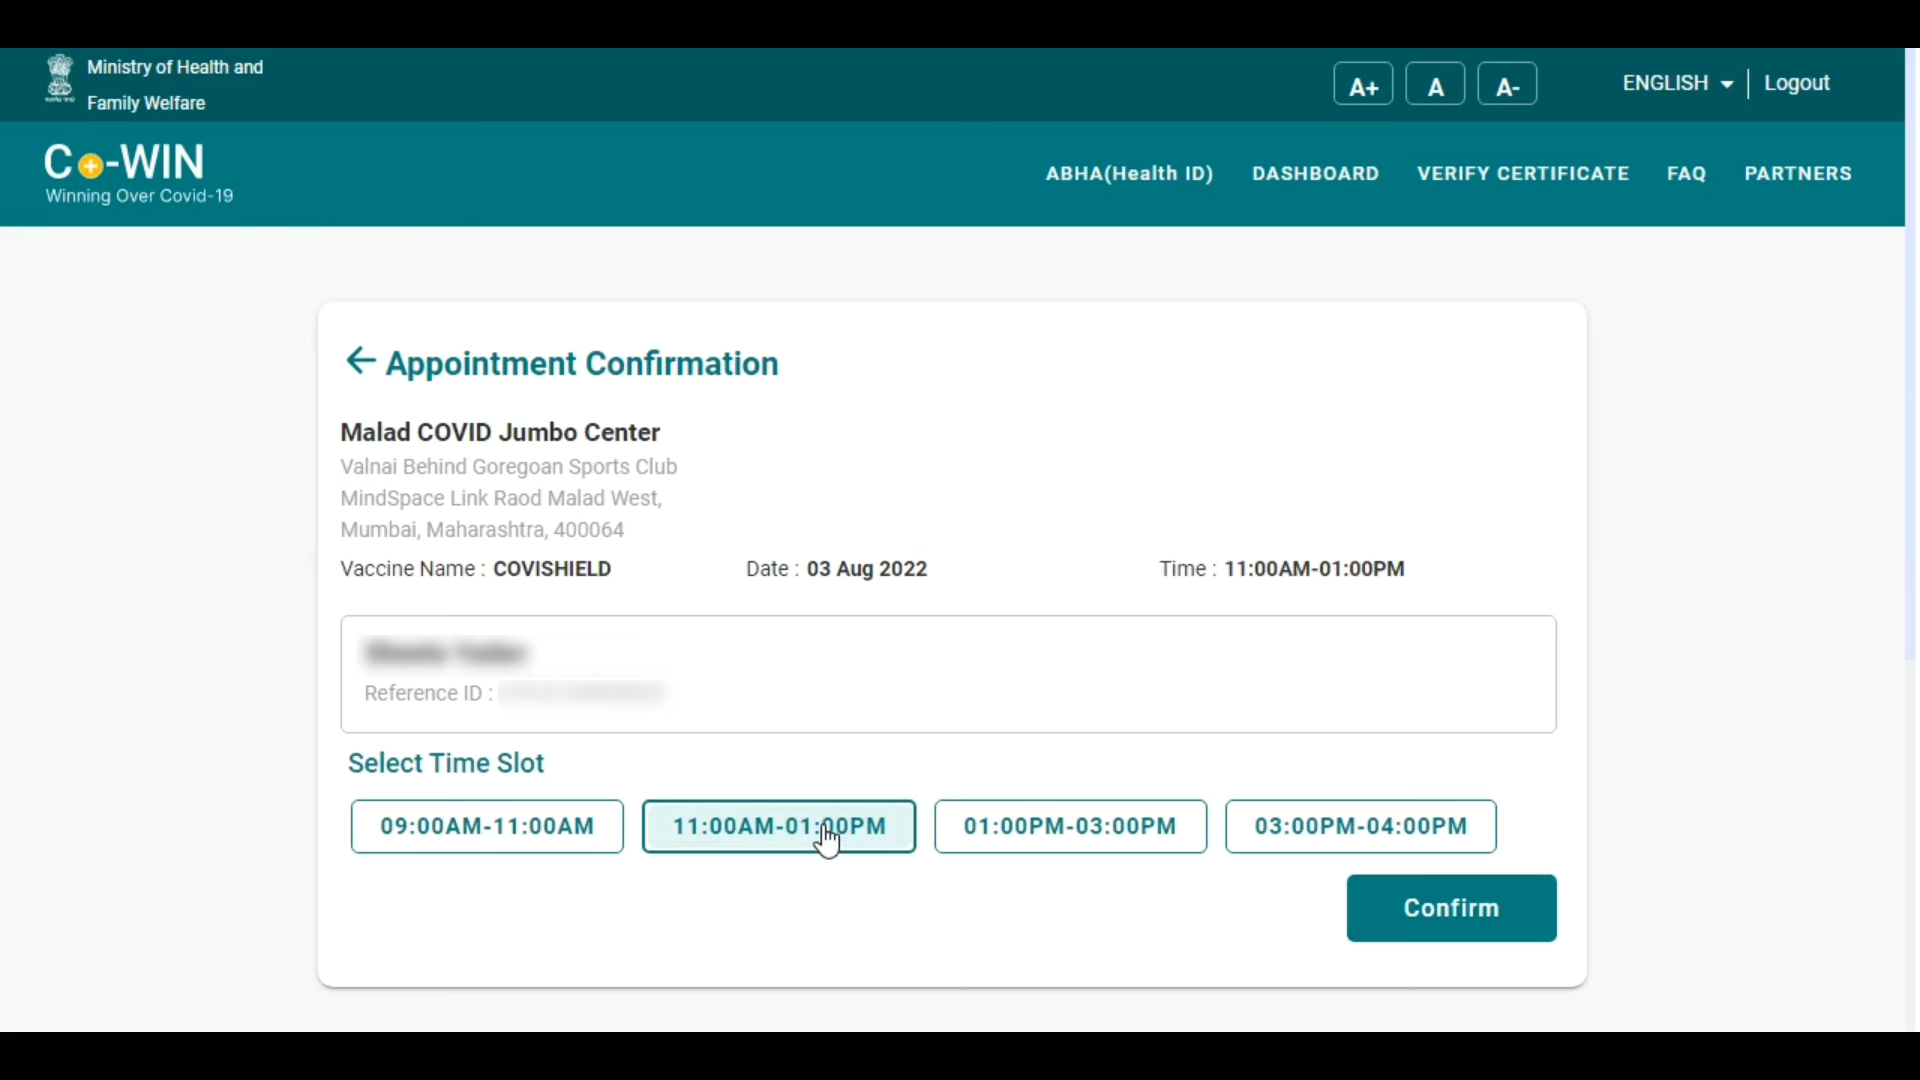 Ministry of Health and
Family Welfare
A+ A A- ENGLISH Logout
Co-WIN
Winning Over Covid-19
ABHA(Health ID) DASHBOARD VERIFY CERTIFICATE FAQ PARTNERS
Appointment Confirmation
Malad COVID Jumbo Center
Valnai Behind Goregoan Sports Club
MindSpace Link Raod Malad West,
Mumbai, Maharashtra, 400064
Vaccine Name : COVISHIELD Date : 03 Aug 2022 Time : 11:00AM-01:00PM
Reference ID :
Select Time Slot
09:00AM-11:00AM 11:00AM-01:00PM 01:00PM-03:00PM 03:00PM-04:00PM
Confirm